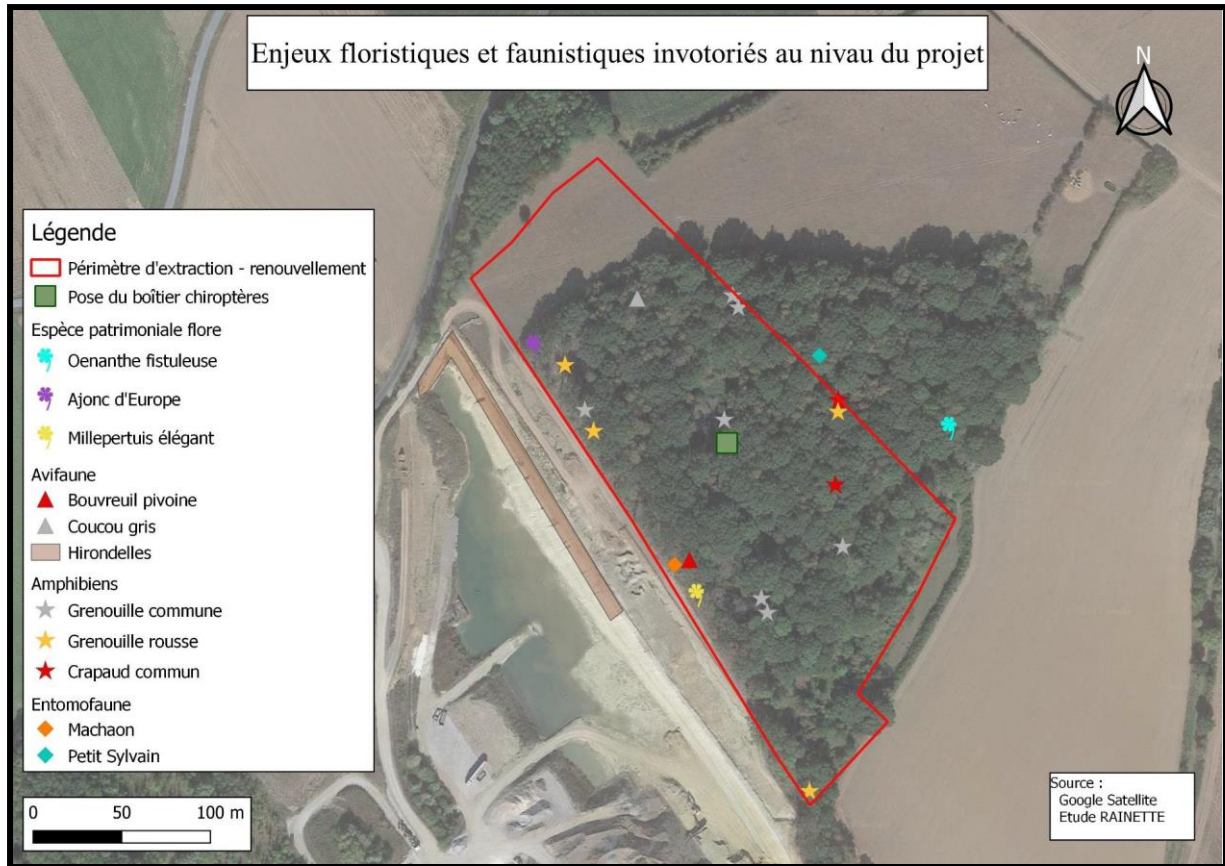 Enjeux floristiques et faunistiques invotoriés au nivau du projet
N
Légende
Périmètre d'extraction - renouvellement
Pose du boîtier chiroptères
Espèce patrimoniale flore
Oenanthe fistuleuse
Ajonc d'Europe
Millepertuis élégant
Avifaune
Bouvreuil pivoine
Coucou gris
Hirondelles
Amphibiens
Grenouille commune
Grenouille rousse
Crapaud commun
Entomofaune
Machaon
Petit Sylvain
0 50 100 m
Source :
Google Satellite
Etude RAINETTE